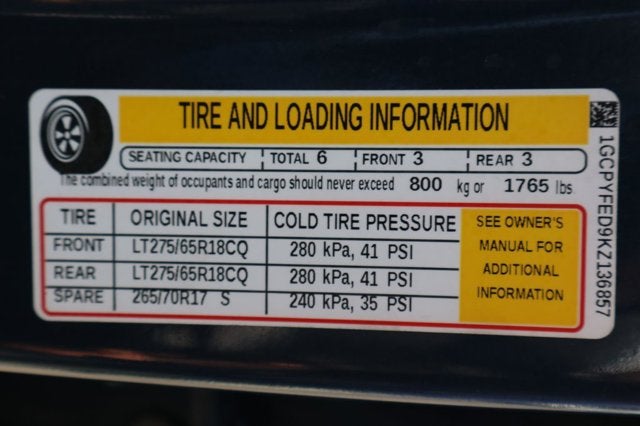 TIRE AND LOADING INFORMATION
SEATING CAPACITY TOTAL 6 FRONT 3 REAR 3
The combined weight of occupants and cargo should never exceed 800 kg or 1765 lbs
TIRE ORIGINAL SIZE COLD TIRE PRESSURE
FRONT LT275/65R18CQ 280 kPa, 41 PSI
REAR LT275/65R18CQ 280 kPa, 41 PSI
SPARE 265/70R17 S 240 kPa, 35 PSI
SEE OWNER'S
MANUAL FOR
ADDITIONAL
INFORMATION
1GCPYFED9KZ136857